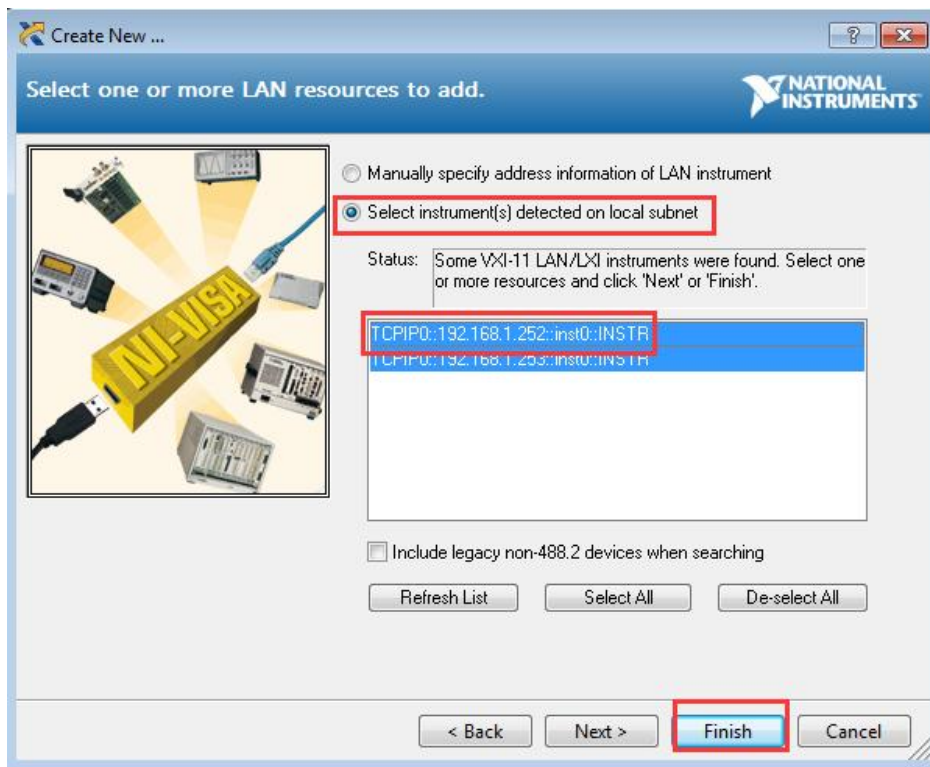 Create New ...
Select one or more LAN resources to add.
NATIONAL
INSTRUMENTS
Manually specify address information of LAN instrument
Select instrument(s) detected on local subnet
Status: Some VXI-11 LAN/LXI instruments were found. Select one
or more resources and click 'Next' or 'Finish'.
TCPIP0::192.168.1.252::inst0::INSTR
TCPIP0::192.168.1.253::inst0::INSTR
NI-VISA
Include legacy non-488.2 devices when searching
Refresh List Select All De-select All
< Back Next > Finish Cancel